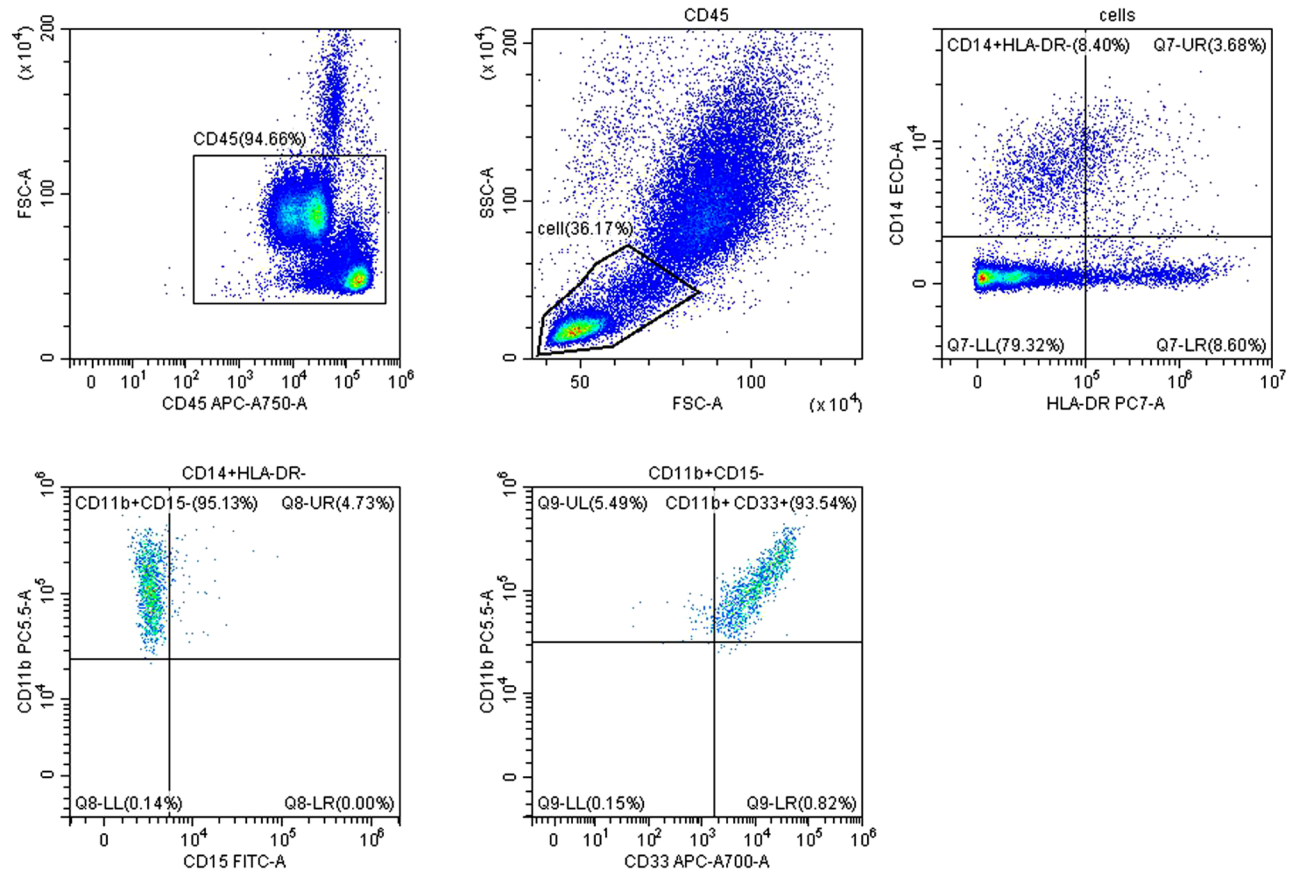 CD45
cells
200
100
0
(x10⁴)
FSC-A
CD45(94.66%)
0 10¹ 10² 10³ 10⁴ 10⁵ 10⁶
CD45 APC-A750-A
200
100
0
(x10⁴)
SSC-A
cell(36.17%)
50 100
FSC-A (x10⁴)
CD14+HLA-DR-(8.40%) Q7-UR(3.68%)
10⁴
0
CD14 ECD-A
Q7-LL(79.32%) Q7-LR(8.60%)
0 10⁵ 10⁶ 10⁷
HLA-DR PC7-A
CD14+HLA-DR-
CD11b+CD15-(95.13%) Q8-UR(4.73%)
10⁶
10⁵
10⁴
0
CD11b PC5.5-A
Q8-LL(0.14%) Q8-LR(0.00%)
0 10⁴ 10⁵ 10⁶
CD15 FITC-A
CD11b+CD15-
Q9-UL(5.49%) CD11b+ CD33+(93.54%)
10⁶
10⁵
10⁴
0
CD11b PC5.5-A
Q9-LL(0.15%) Q9-LR(0.82%)
0 10¹ 10² 10³ 10⁴ 10⁵ 10⁶
CD33 APC-A700-A